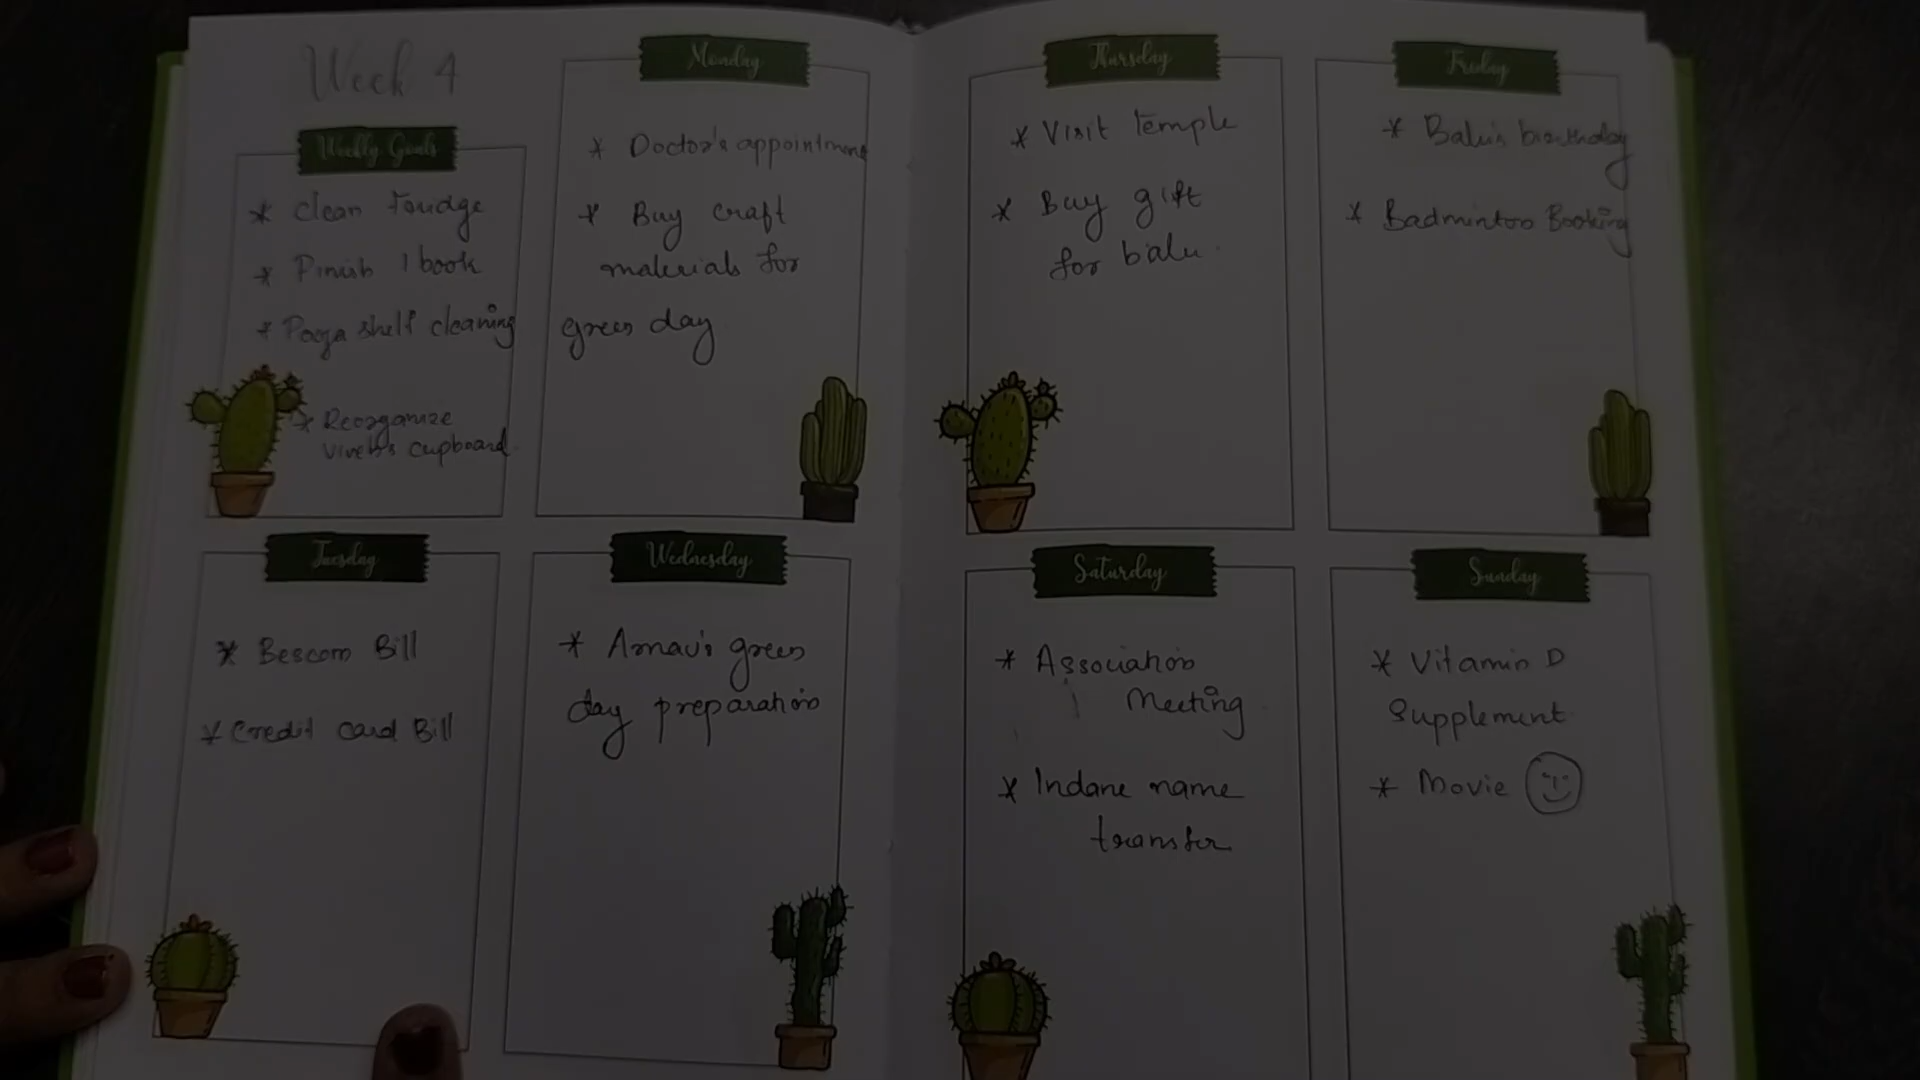 Week 4
Weekly Goals
* Clean Foridge
* Finish 1 book
* Pooja shelf cleaning
* Reorganize
Vivek's cupboard.
Monday
* Doctor's appointment
* Buy craft
materials for
green day
Tuesday
* Bescom Bill
* Credit Card Bill
Wednesday
* Arnav's green
day preparation
Thursday
* Visit temple
* Buy gift
for balu.
Friday
* Balu's birthday
* Badminton Booking
Saturday
* Association
Meeting
* Indane name
transfer
Sunday
* Vitamin D
Supplement
* Movie